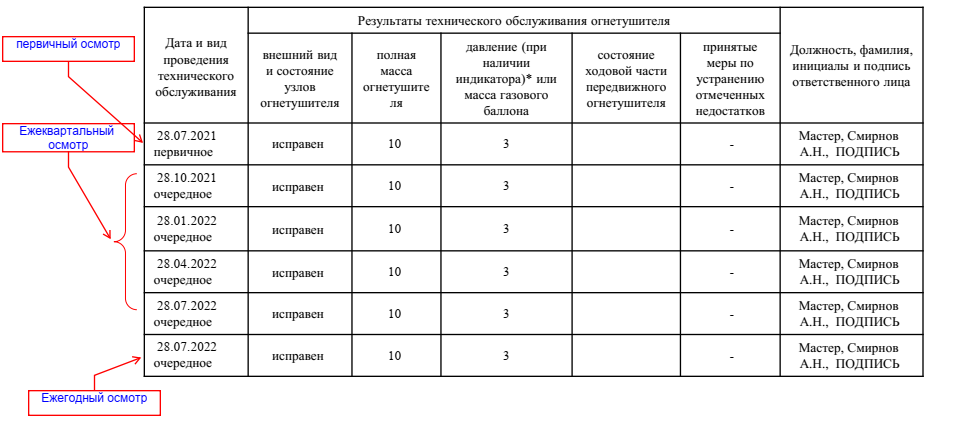 первичный осмотр
Ежеквартальный
осмотр
Ежегодный осмотр
Дата и вид
проведения
технического
обслуживания
Результаты технического обслуживания огнетушителя
внешний вид
и состояние
узлов
огнетушителя
полная
масса
огнетушите
ля
давление (при
наличии
индикатора)* или
масса газового
баллона
состояние
ходовой части
передвижного
огнетушителя
принятые
меры по
устранению
отмеченных
недостатков
Должность, фамилия,
инициалы и подпись
ответственного лица
28.07.2021
первичное
исправен
10
3
-
Мастер, Смирнов
А.Н., ПОДПИСЬ
28.10.2021
очередное
исправен
10
3
-
Мастер, Смирнов
А.Н., ПОДПИСЬ
28.01.2022
очередное
исправен
10
3
-
Мастер, Смирнов
А.Н., ПОДПИСЬ
28.04.2022
очередное
исправен
10
3
-
Мастер, Смирнов
А.Н., ПОДПИСЬ
28.07.2022
очередное
исправен
10
3
-
Мастер, Смирнов
А.Н., ПОДПИСЬ
28.07.2022
очередное
исправен
10
3
-
Мастер, Смирнов
А.Н., ПОДПИСЬ